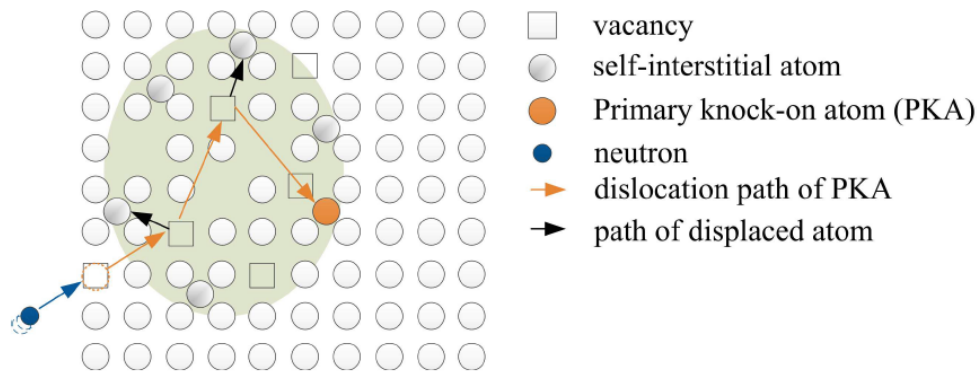 vacancy
self-interstitial atom
Primary knock-on atom (PKA)
neutron
dislocation path of PKA
path of displaced atom